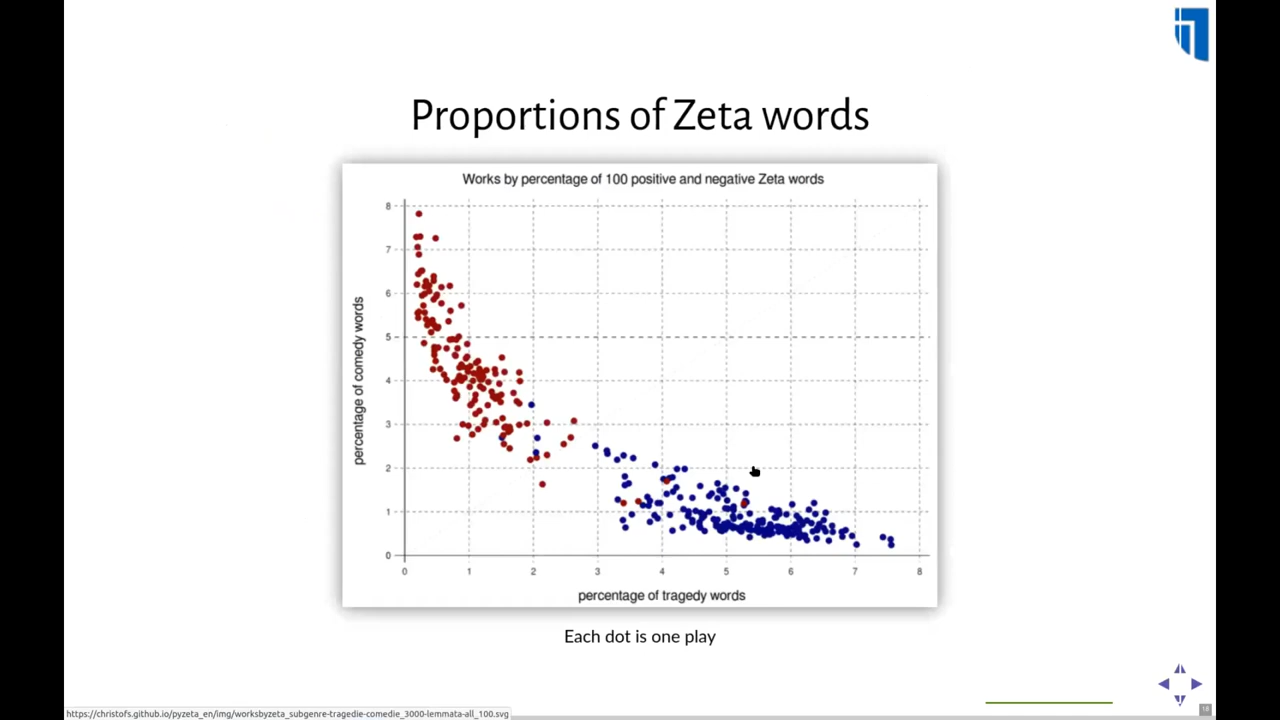 Proportions of Zeta words
Works by percentage of 100 positive and negative Zeta words
percentage of comedy words
8
7
6
5
4
3
2
1
0
0 1 2 3 4 5 6 7 8
percentage of tragedy words
Each dot is one play
https://christofs.github.io/pyzeta_en/img/worksbyzeta_subgenre-tragedie-comedie_3000-lemmata-all_100.svg